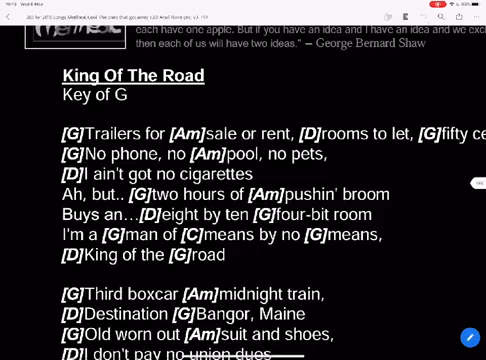 each have one apple. But if you have an idea and I have an idea and we exc
then each of us will have two ideas." – George Bernard Shaw
King Of The Road
Key of G
[G]Trailers for [Am]sale or rent, [D]rooms to let, [G]fifty ce
[G]No phone, no [Am]pool, no pets,
[D]I ain't got no cigarettes
Ah, but.. [G]two hours of [Am]pushin' broom
Buys an…[D]eight by ten [G]four-bit room
I'm a [G]man of [C]means by no [G]means,
[D]King of the [G]road
[G]Third boxcar [Am]midnight train,
[D]Destination [G]Bangor, Maine
[G]Old worn out [Am]suit and shoes,
[D]I don't pay no union dues